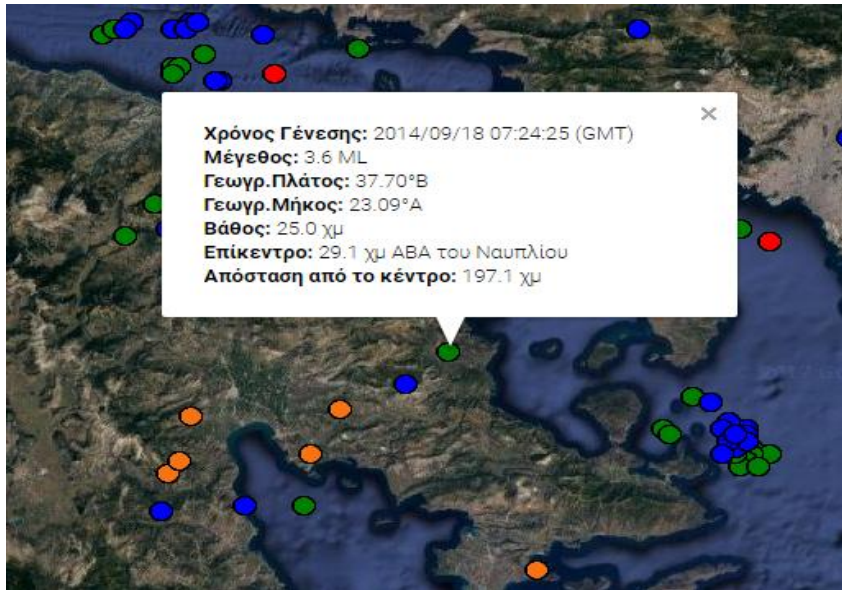 ×
Χρόνος Γένεσης: 2014/09/18 07:24:25 (GMT)
Μέγεθος: 3.6 ML
Γεωγρ.Πλάτος: 37.70°Β
Γεωγρ.Μήκος: 23.09°Α
Βάθος: 25.0 χμ
Επίκεντρο: 29.1 χμ ΑΒΑ του Ναυπλίου
Απόσταση από το κέντρο: 197.1 χμ